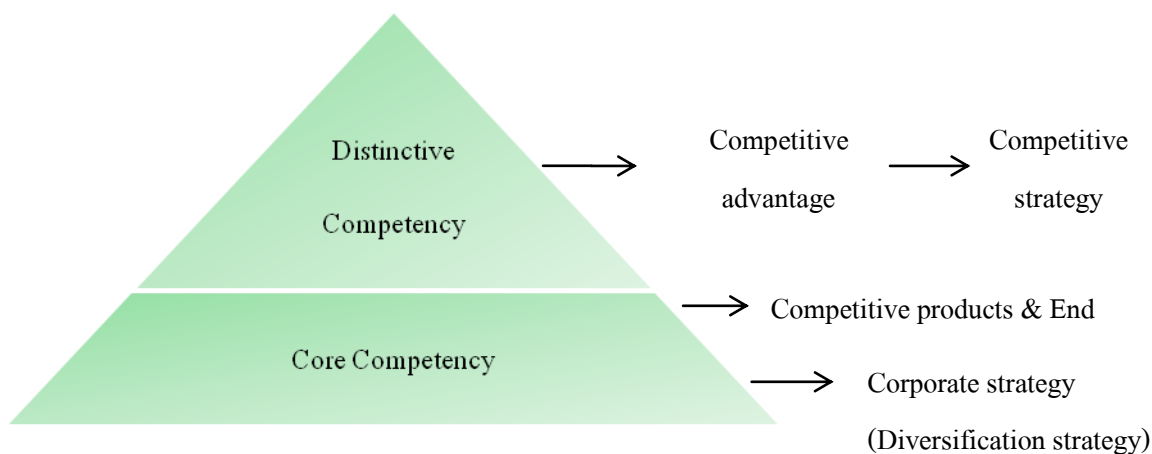 Distinctive
Competency
Competitive
advantage
Competitive
strategy
Competitive products & End
Core Competency
Corporate strategy
(Diversification strategy)